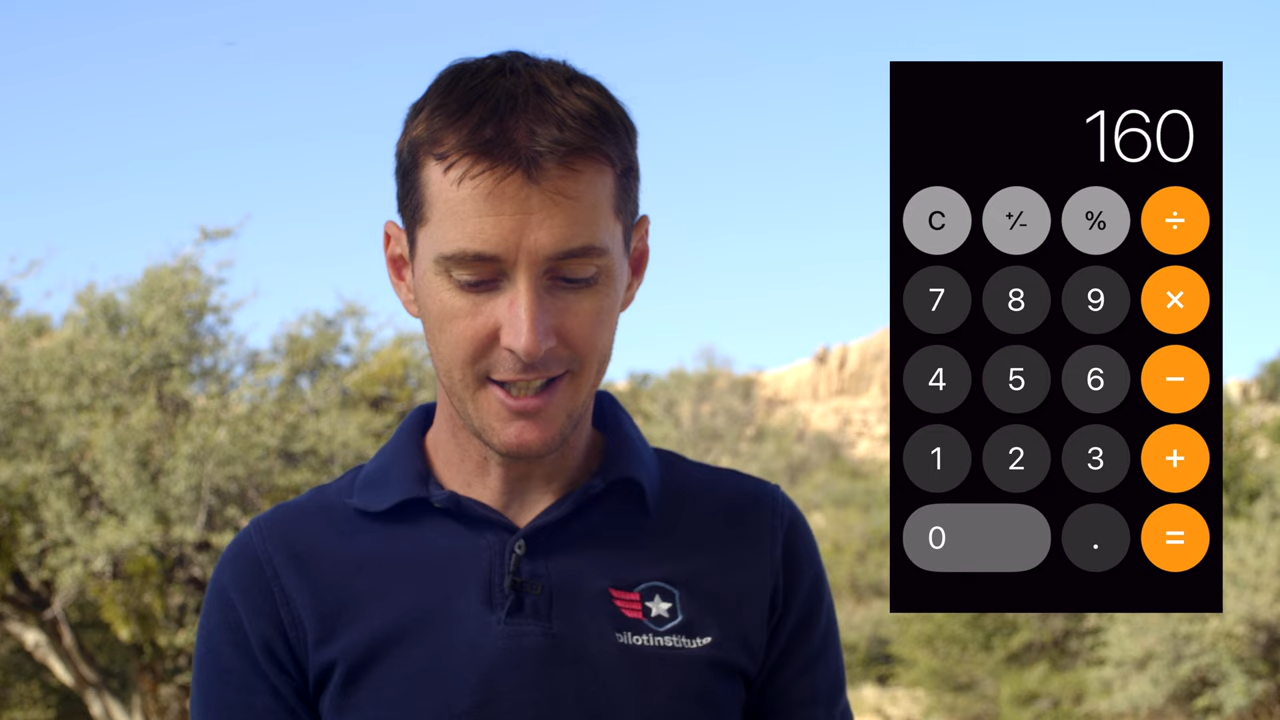 160
C +/- % ÷
7 8 9 ×
4 5 6 −
1 2 3 +
0 . =
pilotinstitute